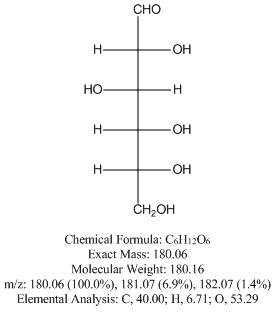 CHO
H OH
HO H
H OH
H OH
CH₂OH
Chemical Formula: C₆H₁₂O₆
Exact Mass: 180.06
Molecular Weight: 180.16
m/z: 180.06 (100.0%), 181.07 (6.9%), 182.07 (1.4%)
Elemental Analysis: C, 40.00; H, 6.71; O, 53.29